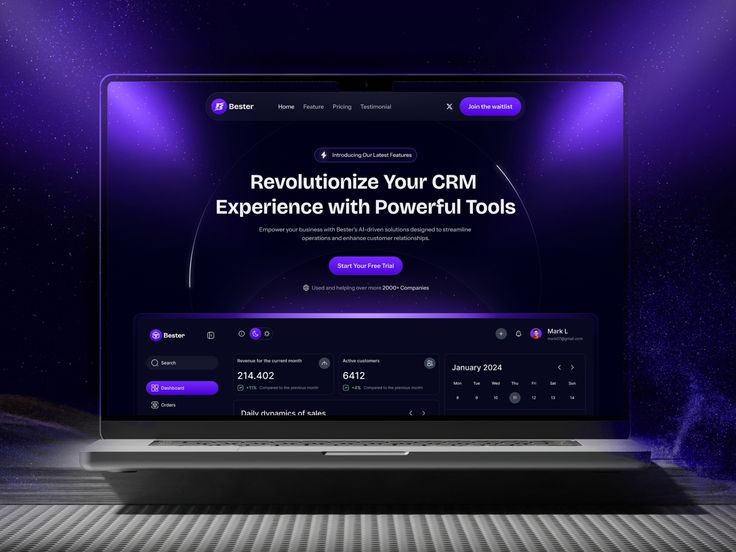 Bester
Home Feature Pricing Testimonial
Join the waitlist
Introducing Our Latest Features
Revolutionize Your CRM
Experience with Powerful Tools
Empower your business with Bester's AI-driven solutions designed to streamline
operations and enhance customer relationships.
Start Your Free Trial
Used and helping over more 2000+ Companies
Bester
Mark L
mark07@gmail.com
Search
Dashboard
Orders
Revenue for the current month
214.402
+11% Compared to the previous month
Active customers
6412
+4% Compared to the previous month
January 2024
Mon Tue Wed Thu Fri Sat Sun
8 9 10 11 12 13 14
Daily dynamics of sales